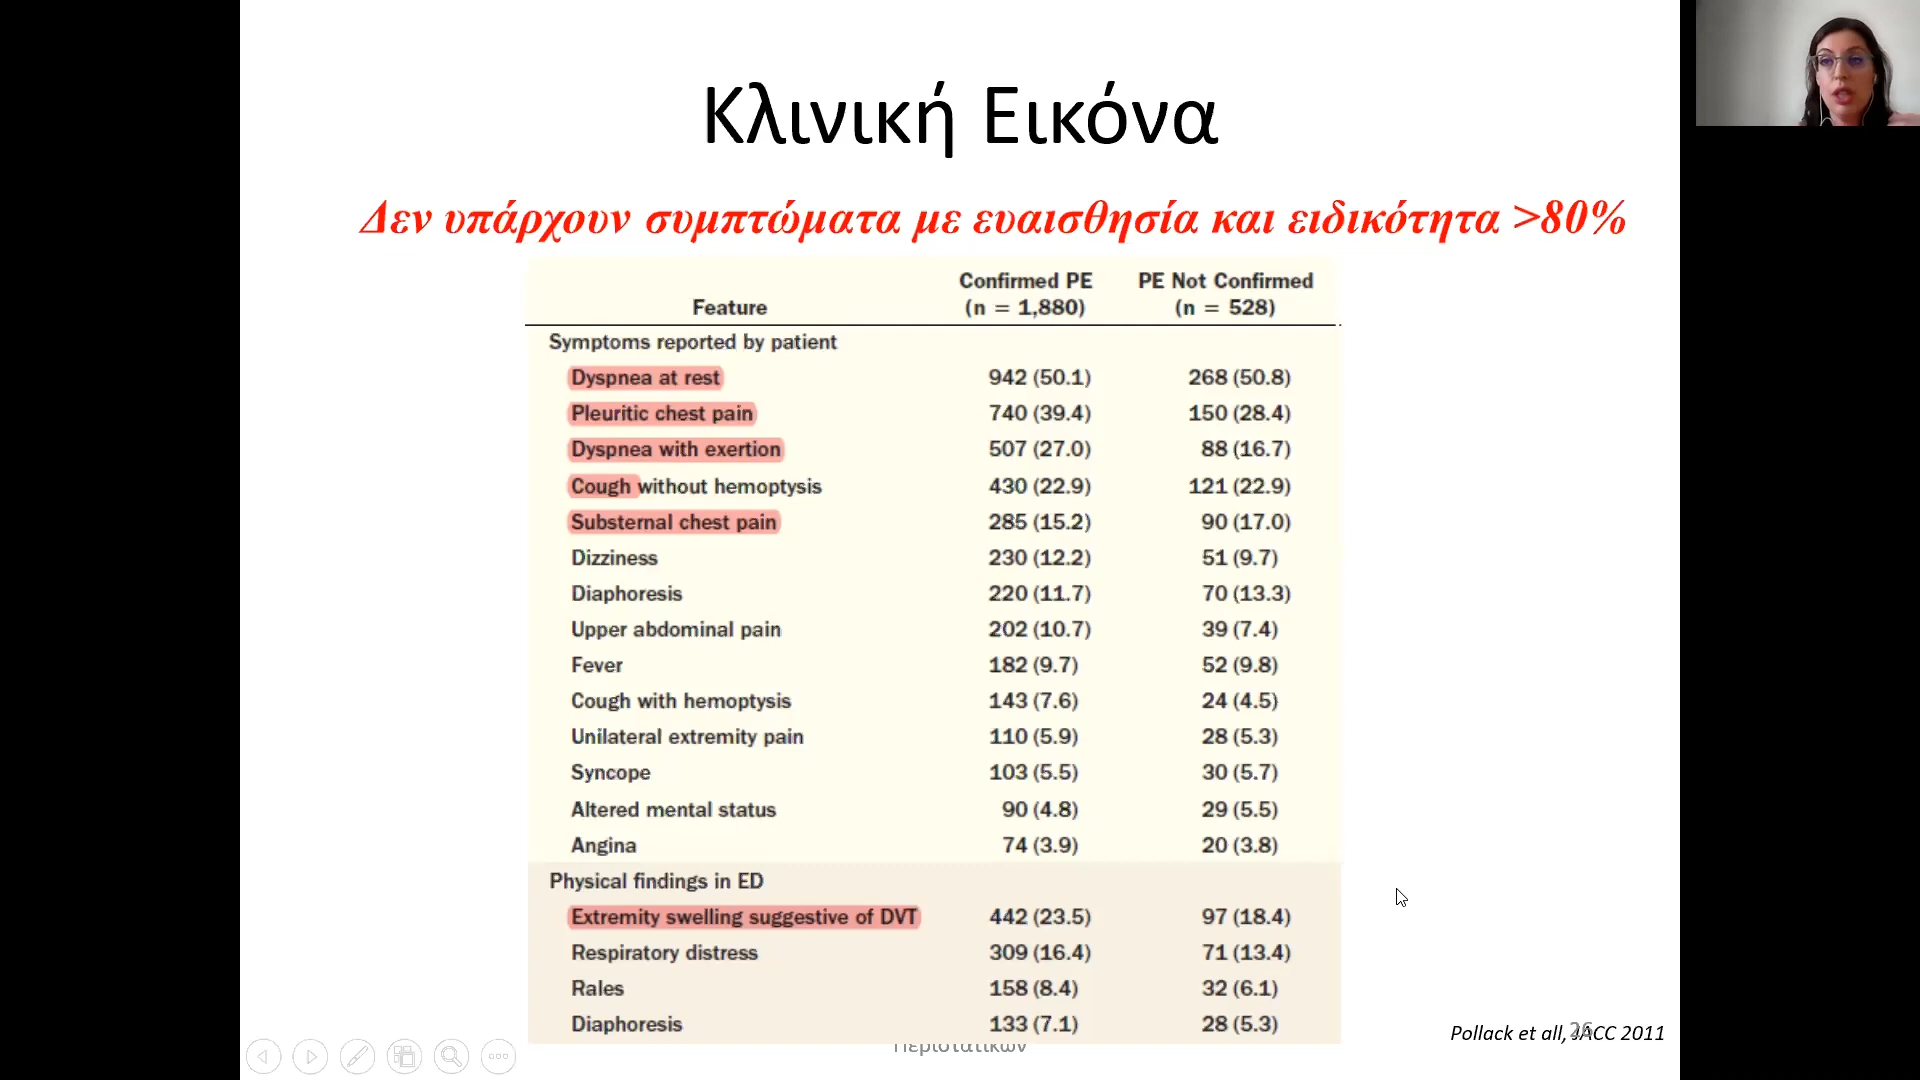 Κλινική Εικόνα
Δεν υπάρχουν συμπτώματα με ευαισθησία και ειδικότητα >80%
Feature Confirmed PE (n = 1,880) PE Not Confirmed (n = 528)
Symptoms reported by patient
Dyspnea at rest 942 (50.1) 268 (50.8)
Pleuritic chest pain 740 (39.4) 150 (28.4)
Dyspnea with exertion 507 (27.0) 88 (16.7)
Cough without hemoptysis 430 (22.9) 121 (22.9)
Substernal chest pain 285 (15.2) 90 (17.0)
Dizziness 230 (12.2) 51 (9.7)
Diaphoresis 220 (11.7) 70 (13.3)
Upper abdominal pain 202 (10.7) 39 (7.4)
Fever 182 (9.7) 52 (9.8)
Cough with hemoptysis 143 (7.6) 24 (4.5)
Unilateral extremity pain 110 (5.9) 28 (5.3)
Syncope 103 (5.5) 30 (5.7)
Altered mental status 90 (4.8) 29 (5.5)
Angina 74 (3.9) 20 (3.8)
Physical findings in ED
Extremity swelling suggestive of DVT 442 (23.5) 97 (18.4)
Respiratory distress 309 (16.4) 71 (13.4)
Rales 158 (8.4) 32 (6.1)
Diaphoresis 133 (7.1) 28 (5.3)
Περιστατικών
Pollack et all, JACC 2011
26